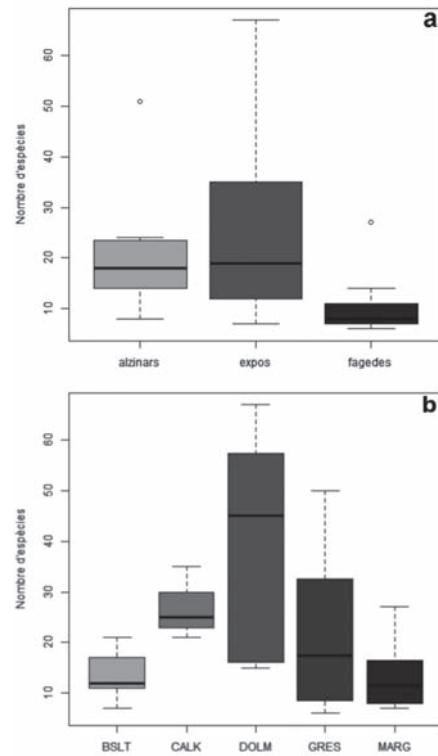 a
Nombre d'espècies
60
50
40
30
20
10
alzinars expos fagedes
b
Nombre d'espècies
60
50
40
30
20
10
BSLT CALK DOLM GRES MARG